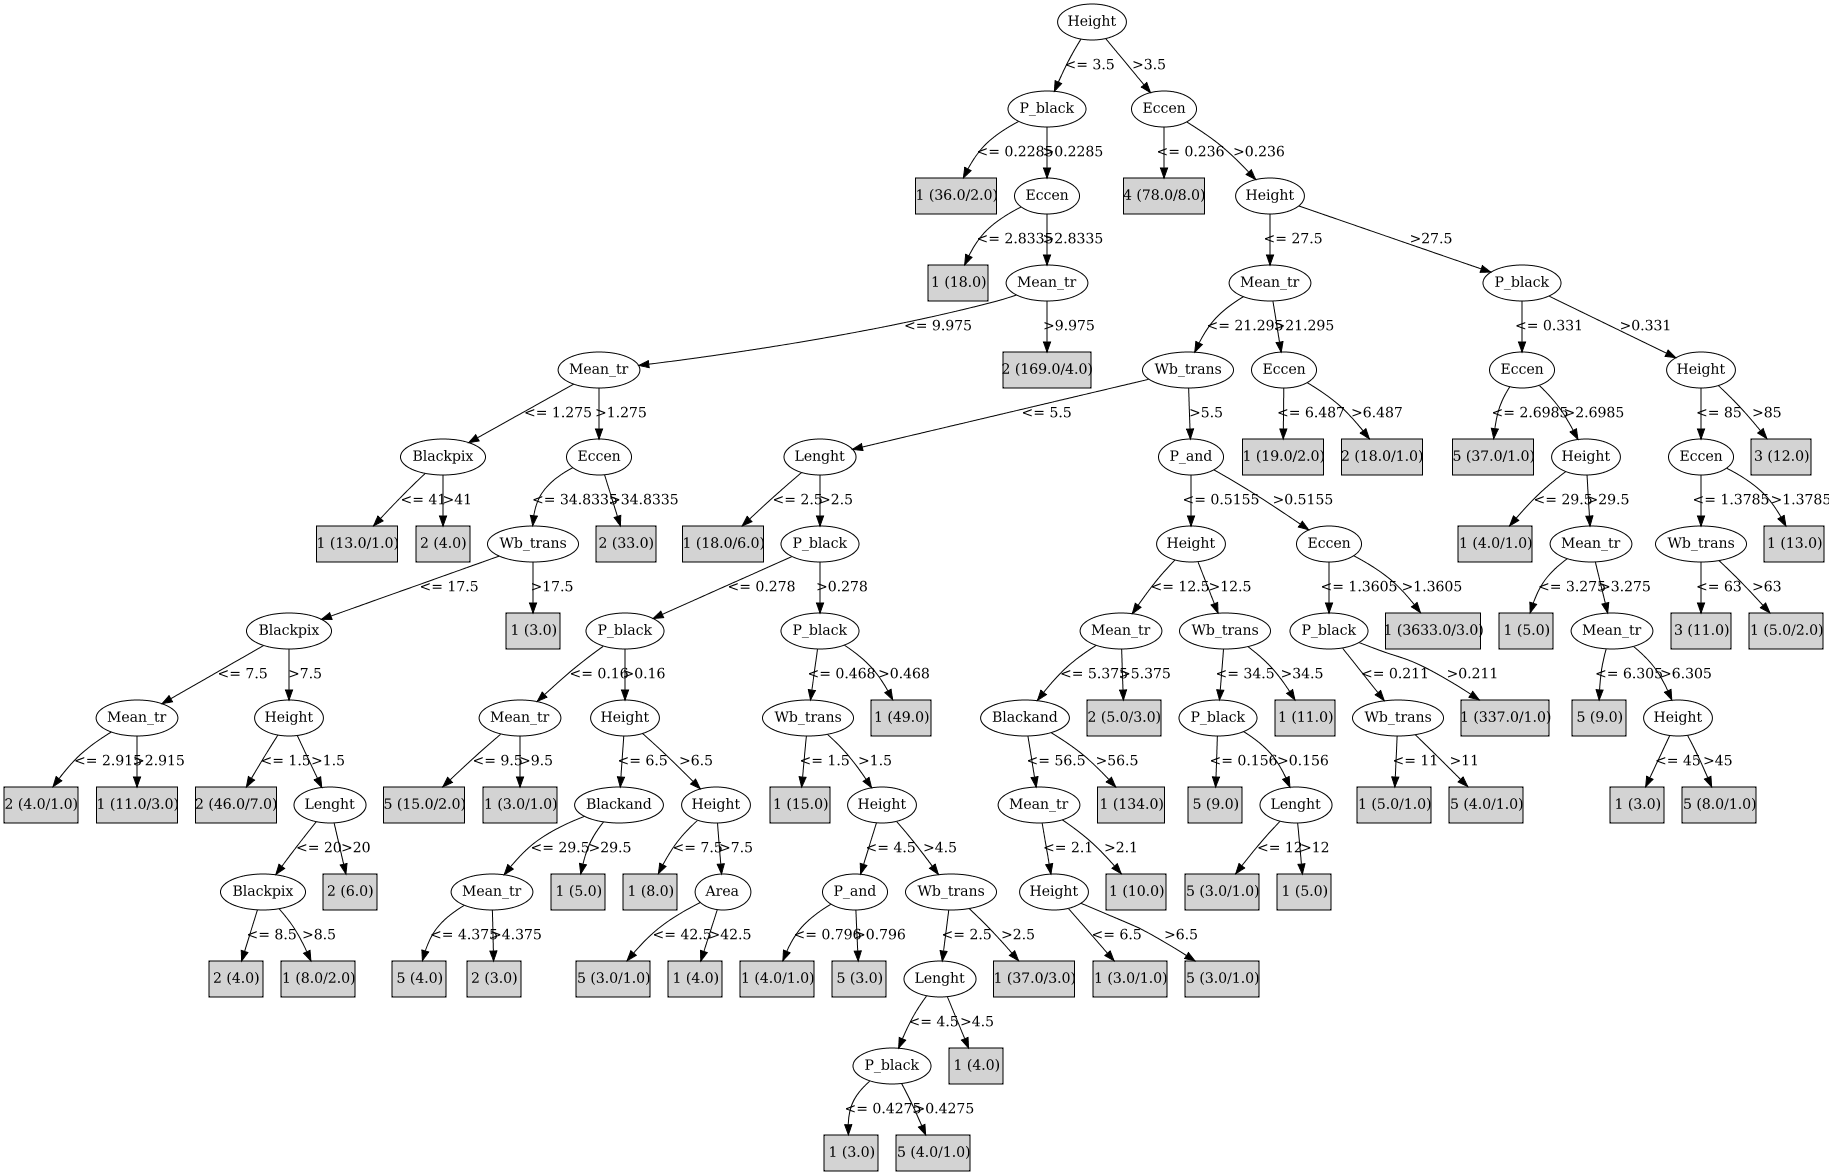 Height
<= 3.5 >3.5
P_black Eccen
<= 0.2285 >0.2285 <= 0.236 >0.236
1 (36.0/2.0) Eccen 4 (78.0/8.0) Height
<= 2.8335 >2.8335 <= 27.5 >27.5
1 (18.0) Mean_tr Mean_tr P_black
<= 9.975 >9.975 <= 21.295 >21.295 <= 0.331 >0.331
Mean_tr 2 (169.0/4.0) Wb_trans Eccen Eccen Height
<= 1.275 >1.275 <= 5.5 >5.5 <= 6.487 >6.487 <= 2.6985 >2.6985 <= 85 >85
Blackpix Eccen Lenght P_and 1 (19.0/2.0) 2 (18.0/1.0) 5 (37.0/1.0) Height Eccen 3 (12.0)
<= 41 >41 <= 34.8335 >34.8335 <= 2.5 >2.5 <= 0.5155 >0.5155 <= 29.5 >29.5 <= 1.3785 >1.3785
1 (13.0/1.0) 2 (4.0) Wb_trans 2 (33.0) 1 (18.0/6.0) P_black Height Eccen 1 (4.0/1.0) Mean_tr Wb_trans 1 (13.0)
<= 17.5 >17.5 <= 0.278 >0.278 <= 12.5 >12.5 <= 1.3605 >1.3605 <= 3.275 >3.275 <= 63 >63
Blackpix 1 (3.0) P_black P_black Mean_tr Wb_trans P_black 1 (3633.0/3.0) 1 (5.0) Mean_tr 3 (11.0) 1 (5.0/2.0)
<= 7.5 >7.5 <= 0.16 >0.16 <= 0.468 >0.468 <= 5.375 >5.375 <= 34.5 >34.5 <= 0.211 >0.211 <= 6.305 >6.305
Mean_tr Height Mean_tr Height Wb_trans 1 (49.0) Blackand 2 (5.0/3.0) P_black 1 (11.0) Wb_trans 1 (337.0/1.0) 5 (9.0) Height
<= 2.915 >2.915 <= 1.5 >1.5 <= 9.5 >9.5 <= 6.5 >6.5 <= 1.5 >1.5 <= 56.5 >56.5 <= 0.156 >0.156 <= 11 >11 <= 45 >45
2 (4.0/1.0) 1 (11.0/3.0) 2 (46.0/7.0) Lenght 5 (15.0/2.0) 1 (3.0/1.0) Blackand Height 1 (15.0) Height Mean_tr 1 (134.0) 5 (9.0) Lenght 1 (5.0/1.0) 5 (4.0/1.0) 1 (3.0) 5 (8.0/1.0)
<= 20 >20 <= 29.5 >29.5 <= 7.5 >7.5 <= 4.5 >4.5 <= 2.1 >2.1 <= 12 >12
Blackpix 2 (6.0) Mean_tr 1 (5.0) 1 (8.0) Area P_and Wb_trans Height 1 (10.0) 5 (3.0/1.0) 1 (5.0)
<= 8.5 >8.5 <= 4.375 >4.375 <= 42.5 >42.5 <= 0.796 >0.796 <= 2.5 >2.5 <= 6.5 >6.5
2 (4.0) 1 (8.0/2.0) 5 (4.0) 2 (3.0) 5 (3.0/1.0) 1 (4.0) 1 (4.0/1.0) 5 (3.0) Lenght 1 (37.0/3.0) 1 (3.0/1.0) 5 (3.0/1.0)
<= 4.5 >4.5
P_black 1 (4.0)
<= 0.4275 >0.4275
1 (3.0) 5 (4.0/1.0)